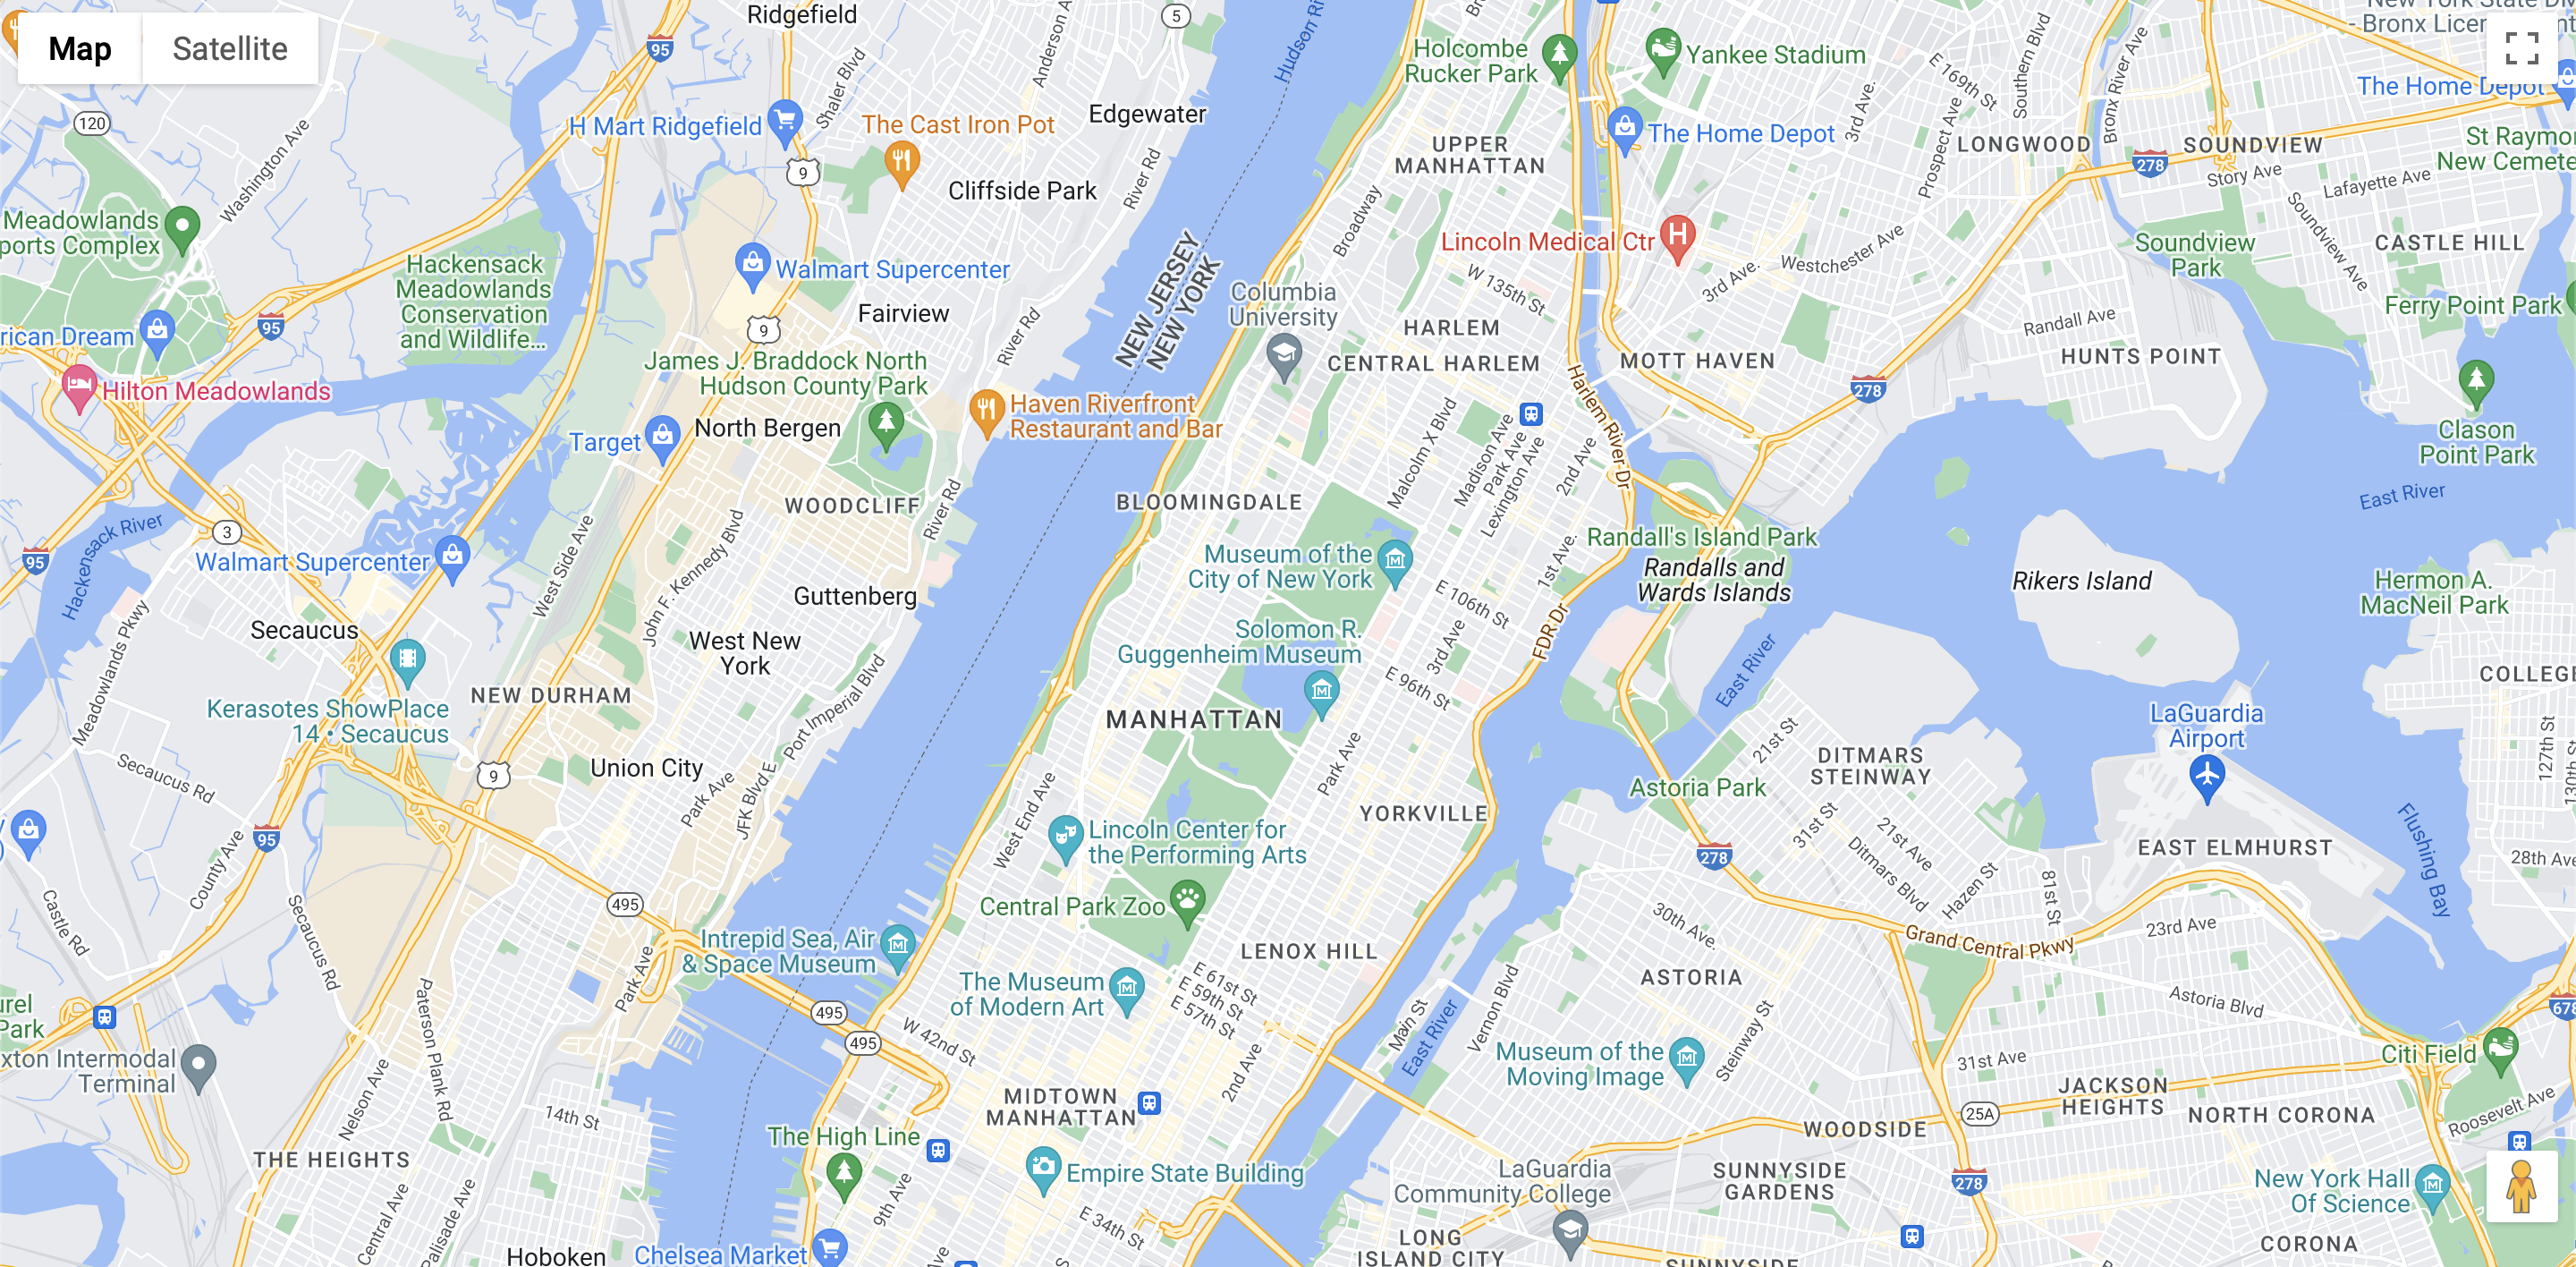 Map
Satellite
Ridgefield
95
5
Hudson Ri
Holcombe
Rucker Park
Yankee Stadium
New York State Di
- Bronx Licen
The Home Depot
Shaler Blvd
Anderson A
Edgewater
E 169th St
Southern Blvd
Bronx River Ave
120
Washington Ave
H Mart Ridgefield
The Cast Iron Pot
9
Cliffside Park
River Rd
UPPER
MANHATTAN
The Home Depot
3rd Ave.
Prospect Ave
LONGWOOD
278
SOUNDVIEW
Story Ave
Lafayette Ave
St Raymo
New Cemete
Meadowlands
ports Complex
Hackensack
Meadowlands
Conservation
and Wildlife...
Walmart Supercenter
Fairview
9
NEW JERSEY
NEW YORK
Broadway
Lincoln Medical Ctr
W 135th St
3rd Ave.
Westchester Ave
Soundview
Park
Soundview Ave
CASTLE HILL
Ferry Point Park
rican Dream
95
Hilton Meadowlands
James J. Braddock North
Hudson County Park
River Rd
Columbia
University
HARLEM
CENTRAL HARLEM
MOTT HAVEN
Randall Ave
HUNTS POINT
278
Target
North Bergen
Haven Riverfront
Restaurant and Bar
Harlem River Dr
Malcolm X Blvd
Madison Ave
Park Ave
Lexington Ave
2nd Ave
Clason
Point Park
East River
WOODCLIFF
River Rd
BLOOMINGDALE
Hackensack River
3
95
Walmart Supercenter
West Side Ave
John F. Kennedy Blvd
Guttenberg
Museum of the
City of New York
E 106th St
1st Ave.
Randall's Island Park
Randalls and
Wards Islands
Rikers Island
Hermon A.
MacNeil Park
Secaucus
Meadowlands Pkwy
West New
York
Solomon R.
Guggenheim Museum
3rd Ave
E 96th St
FDR Dr
East River
COLLEGE
Kerasotes ShowPlace
14 • Secaucus
NEW DURHAM
Port Imperial Blvd
MANHATTAN
Park Ave
21st St
DITMARS
STEINWAY
LaGuardia
Airport
127th St
130th St
Secaucus Rd
9
Union City
Park Ave
JFK Blvd E
West End Ave
YORKVILLE
Astoria Park
31st St
Ditmars Blvd
21st Ave
Hazen St
81st St
EAST ELMHURST
Flushing Bay
28th Ave
95
County Ave
Lincoln Center for
the Performing Arts
278
Castle Rd
Secaucus Rd
495
Central Park Zoo
LENOX HILL
30th Ave.
Grand Central Pkwy
23rd Ave
Intrepid Sea, Air
& Space Museum
Park Ave
The Museum
of Modern Art
E 61st St
E 59th St
E 57th St
Vernon Blvd
ASTORIA
Astoria Blvd
urel
Park
Paterson Plank Rd
495
495
W 42nd St
2nd Ave
Main St
East River
Steinway St
678
xton Intermodal
Terminal
Nelson Ave
Museum of the
Moving Image
31st Ave
Citi Field
MIDTOWN
MANHATTAN
25A
JACKSON
HEIGHTS
NORTH CORONA
Roosevelt Ave
14th St
The High Line
WOODSIDE
THE HEIGHTS
Empire State Building
LaGuardia
Community College
SUNNYSIDE
GARDENS
278
New York Hall
Of Science
Central Ave
Palisade Ave
9th Ave
E 34th St
Hoboken
Chelsea Market
LONG
ISLAND CITY
SUNNYSIDE
CORONA